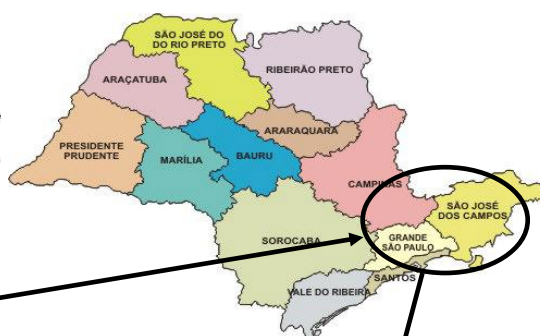 SÃO JOSÉ DO
DO RIO PRETO
RIBEIRÃO PRETO
ARAÇATUBA
ARARAQUARA
PRESIDENTE
PRUDENTE
MARÍLIA
BAURU
CAMPINAS
SÃO JOSÉ
DOS CAMPOS
GRANDE
SÃO PAULO
SOROCABA
SANTOS
VALE DO RIBEIRA